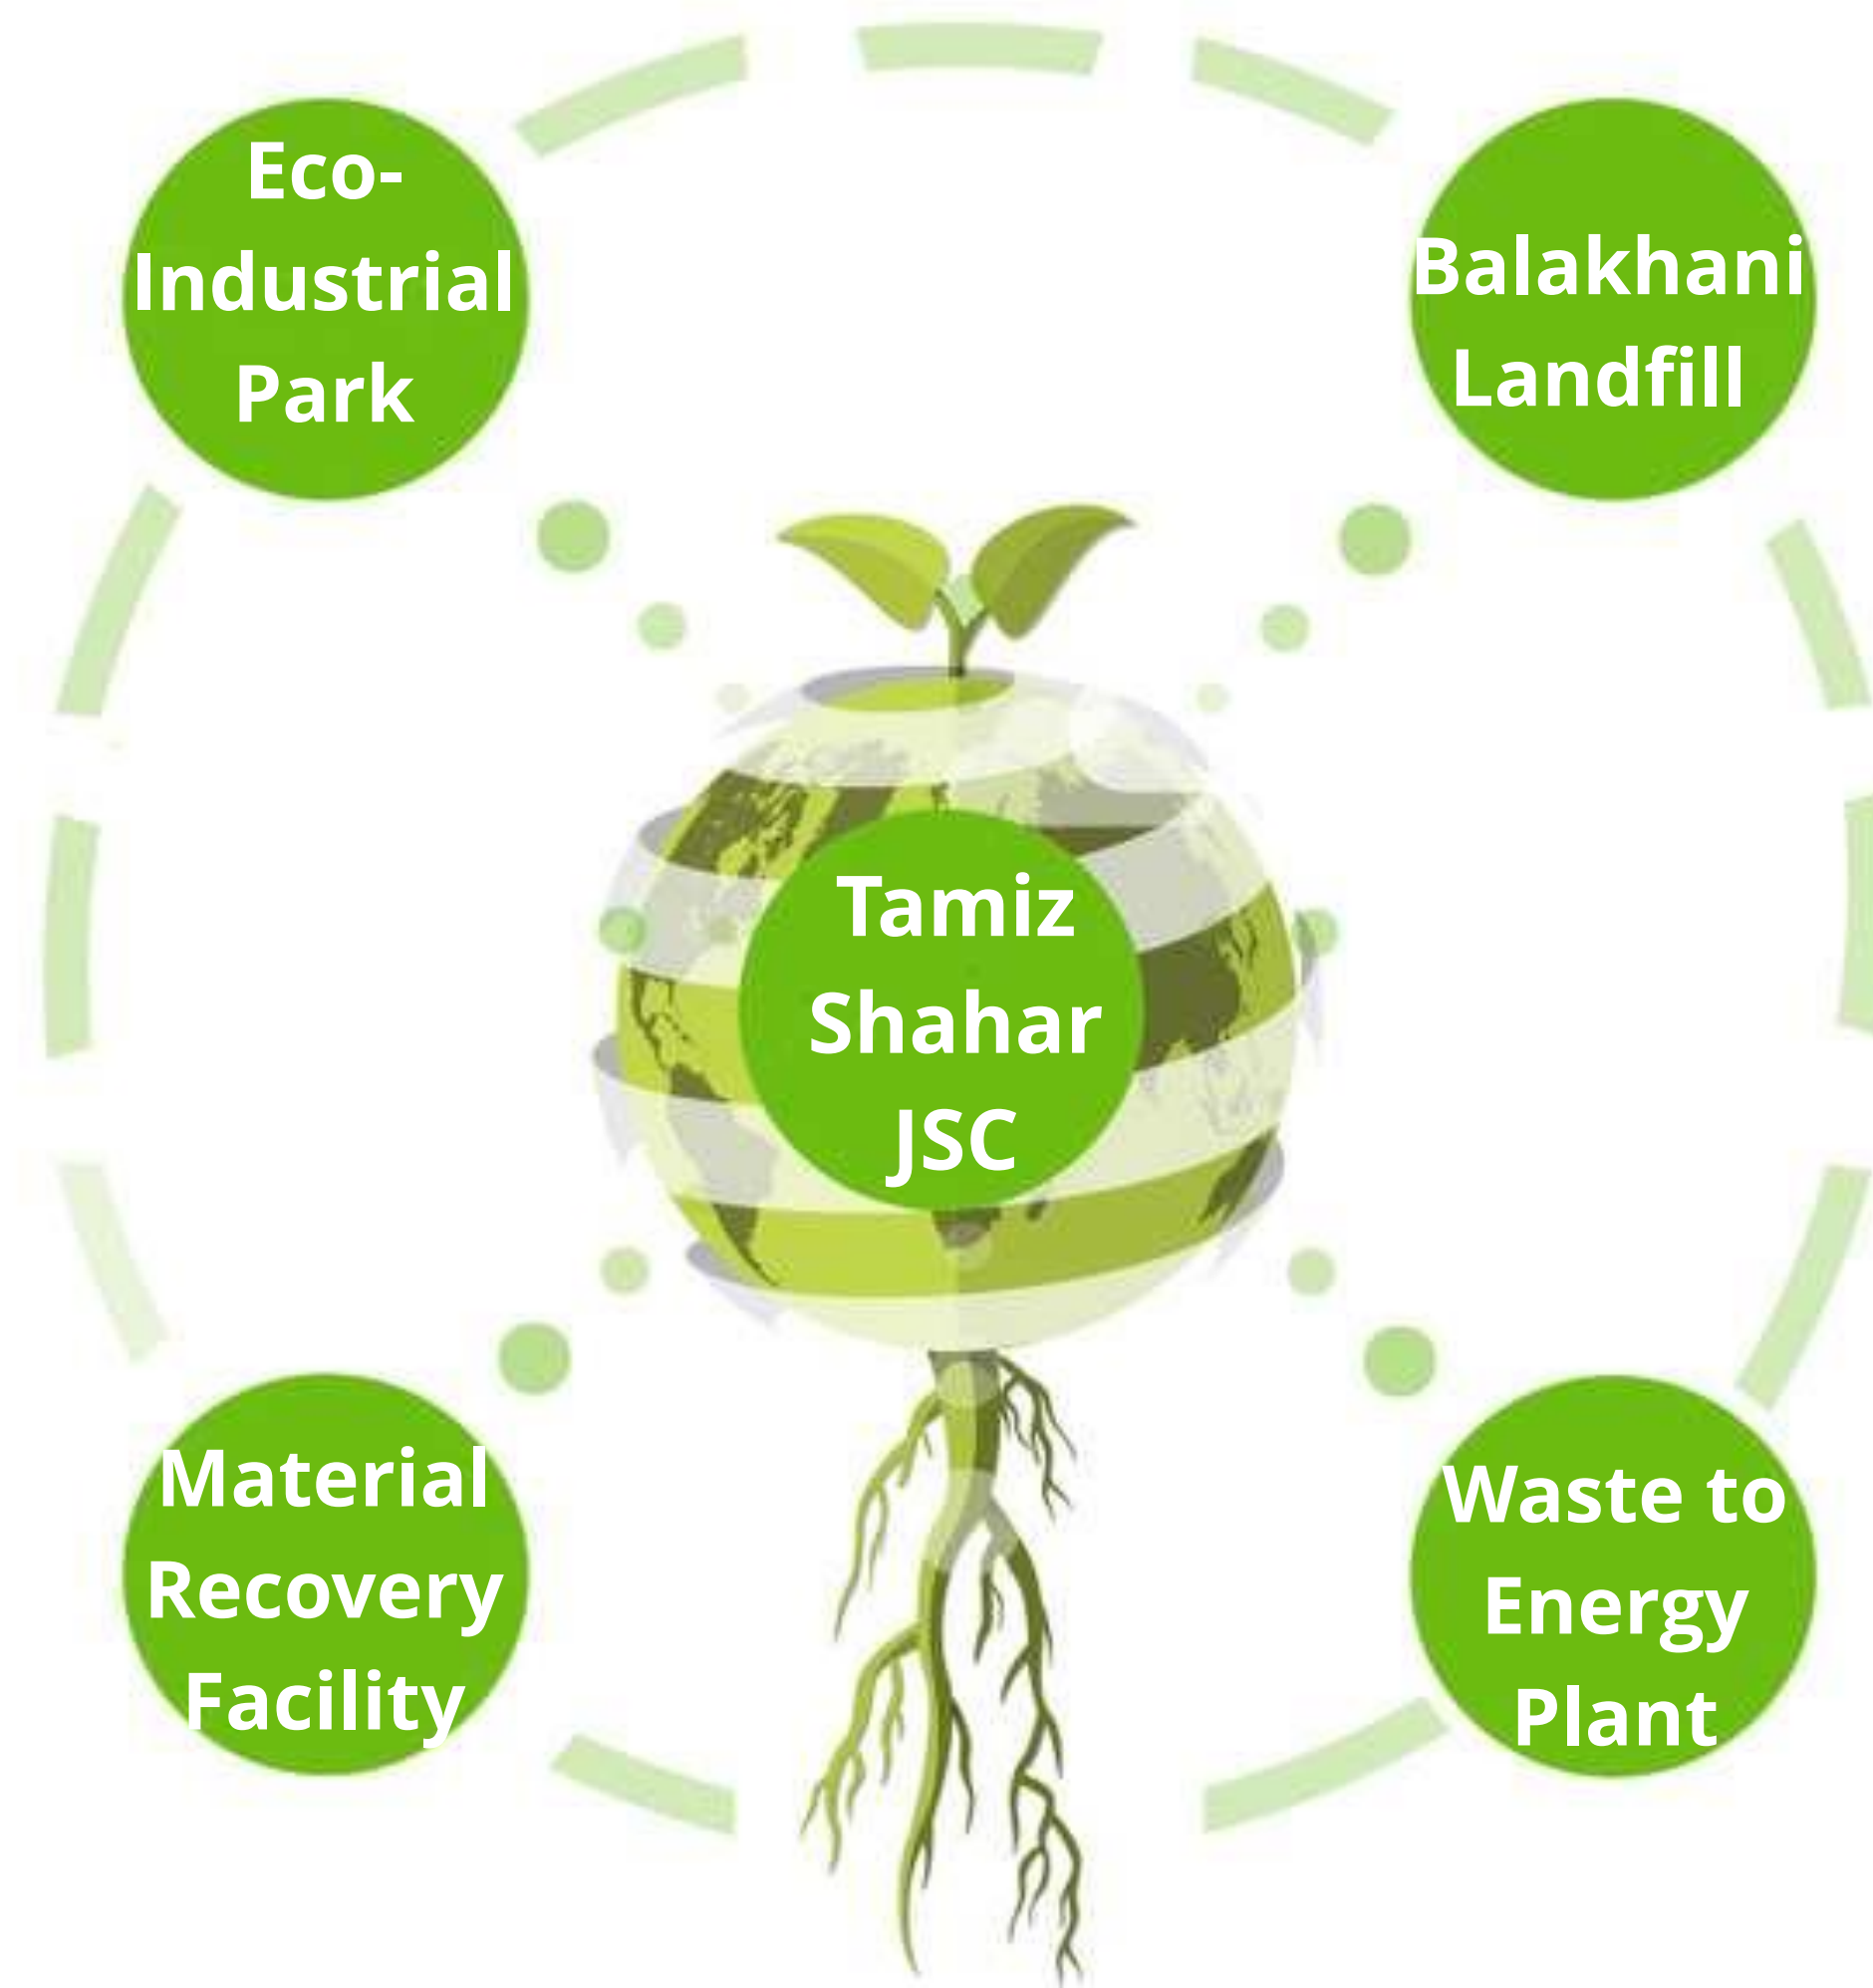 Eco-
Industrial
Park
Balakhani
Landfill
Tamiz
Shahar
JSC
Material
Recovery
Facility
Waste to
Energy
Plant